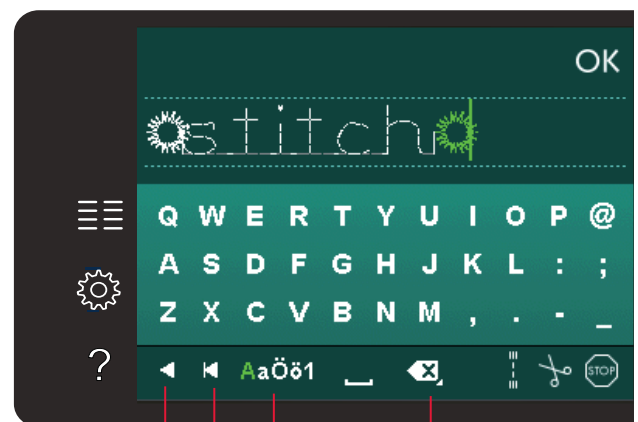 OK
stitch
Q W E R T Y U I O P @
A S D F G H J K L : ;
Z X C V B N M , . - _
? AaÖö1 STOP